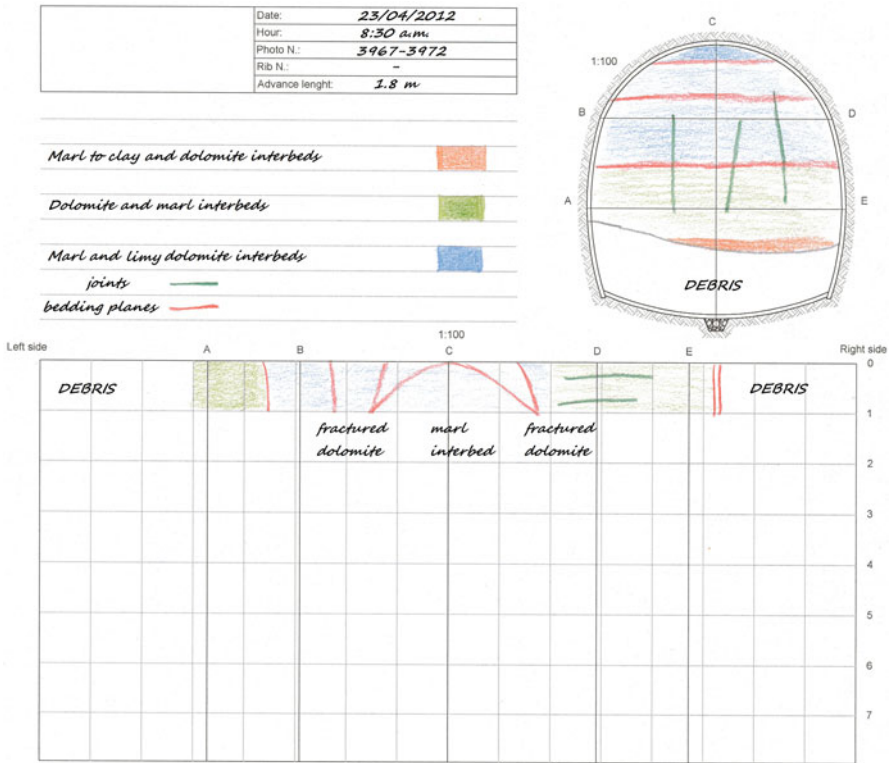 Date: 23/04/2012
Hour: 8:30 a.m.
Photo N.: 3967-3972
Rib N.: -
Advance lenght: 1.8 m
Marl to clay and dolomite interbeds
Dolomite and marl interbeds
Marl and limy dolomite interbeds
joints
bedding planes
C
1:100
B D
A E
DEBRIS
1:100
Left side A B C D E Right side
0
DEBRIS DEBRIS
1
fractured marl fractured
dolomite interbed dolomite
2
3
4
5
6
7